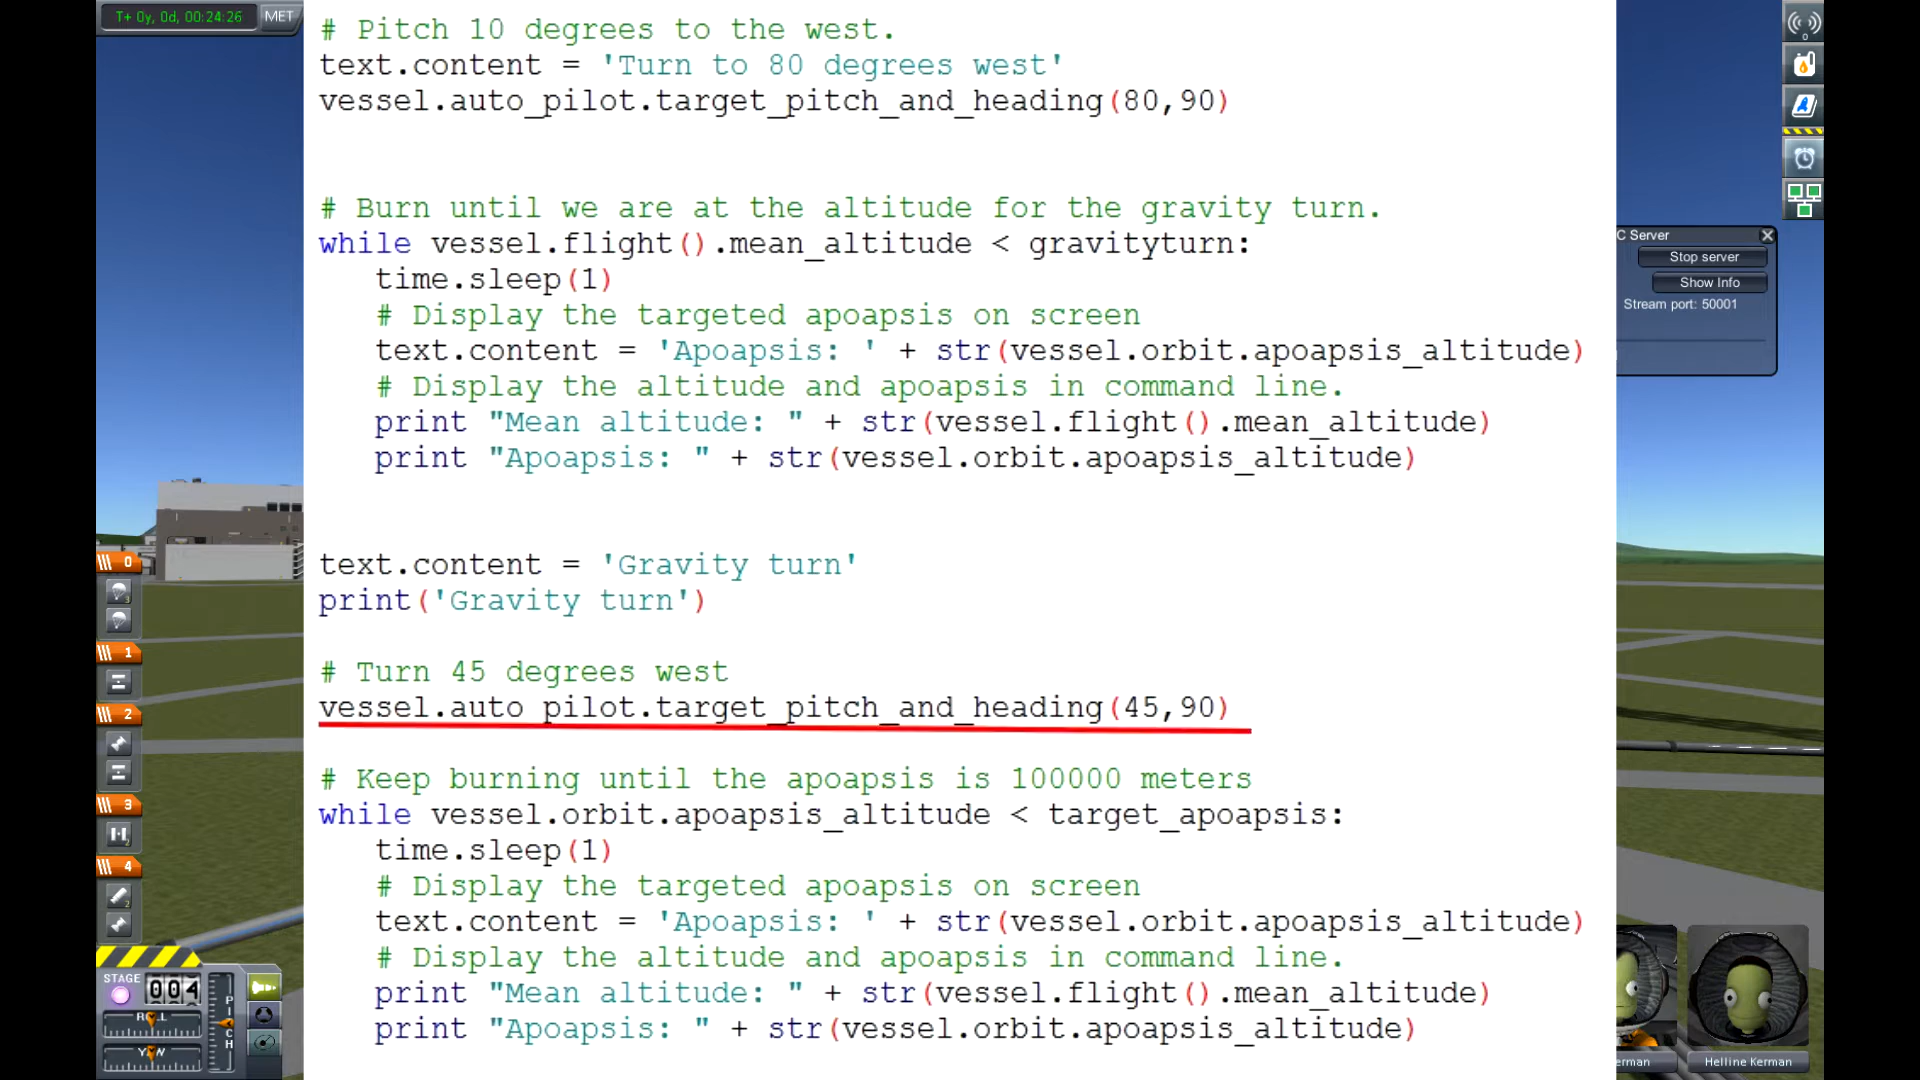 T+ 0y, 0d, 00:24:26
MET
# Pitch 10 degrees to the west.
text.content = 'Turn to 80 degrees west'
vessel.auto_pilot.target_pitch_and_heading(80,90)
# Burn until we are at the altitude for the gravity turn.
while vessel.flight().mean_altitude < gravityturn:
time.sleep(1)
# Display the targeted apoapsis on screen
text.content = 'Apoapsis: ' + str(vessel.orbit.apoapsis_altitude)
# Display the altitude and apoapsis in command line.
print "Mean altitude: " + str(vessel.flight().mean_altitude)
print "Apoapsis: " + str(vessel.orbit.apoapsis_altitude)
text.content = 'Gravity turn'
print('Gravity turn')
# Turn 45 degrees west
vessel.auto_pilot.target_pitch_and_heading(45,90)
# Keep burning until the apoapsis is 100000 meters
while vessel.orbit.apoapsis_altitude < target_apoapsis:
time.sleep(1)
# Display the targeted apoapsis on screen
text.content = 'Apoapsis: ' + str(vessel.orbit.apoapsis_altitude)
# Display the altitude and apoapsis in command line.
print "Mean altitude: " + str(vessel.flight().mean_altitude)
print "Apoapsis: " + str(vessel.orbit.apoapsis_altitude)
C Server
Stop server
Show Info
Stream port: 50001
0
0
3
1
2
3
2
4
2
STAGE
004
ROLL
YAW
PITCH
erman
Helline Kerman